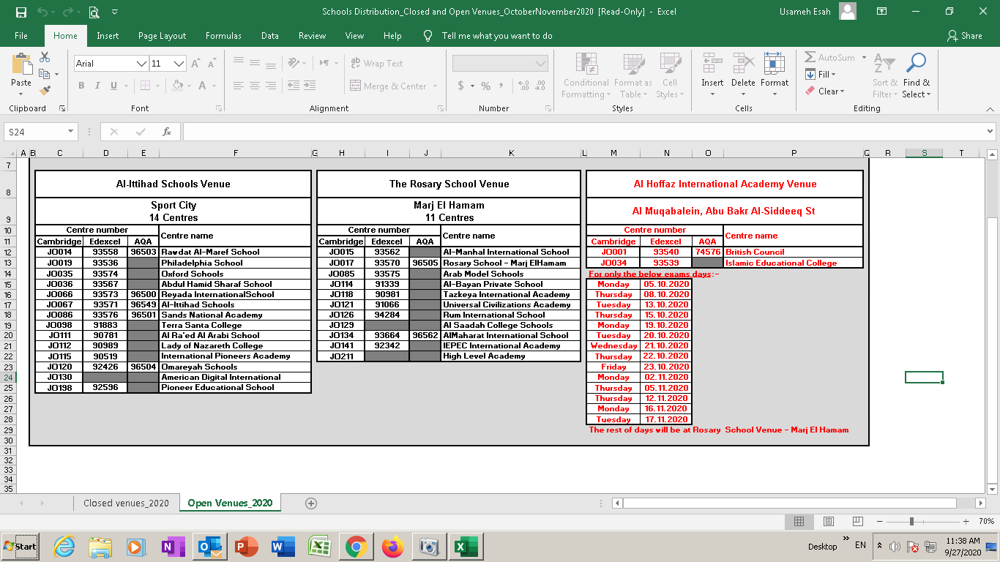 Schools Distribution_Closed and Open Venues_OctoberNovember2020 [Read-Only] - Excel
Usameh Esah
File Home Insert Page Layout Formulas Data Review View Help Tell me what you want to do Share
Paste
Clipboard
Arial 11
B I U A
Font
Wrap Text
Merge & Center
Alignment
$ % ,
Number
Conditional Formatting
Format as Table
Cell Styles
Styles
Insert Delete Format
Cells
AutoSum
Fill
Clear
Sort & Filter
Find & Select
Editing
S24 fx
A B C D E F G H I J K L M N O P Q R S T
7
8 Al-Ittihad Schools Venue The Rosary School Venue Al Hoffaz International Academy Venue
Sport City Marj El Hamam Al Muqabalein, Abu Bakr Al-Siddeeq St
9 14 Centres 11 Centres
10 Centre number Centre name Centre number Centre name Centre number Centre name
11 Cambridge Edexcel AQA Cambridge Edexcel AQA Cambridge Edexcel AQA
12 JO014 93558 96503 Rawdat Al-Maref School JO015 93562 Al-Manhal International School JO001 93540 74576 British Council
13 JO019 93536 Philadelphia School JO017 93570 96505 Rosary School - Marj ElHamam JO034 93539 Islamic Educational College
14 JO035 93574 Oxford Schools JO085 93575 Arab Model Schools For only the below exams days:-
15 JO036 93567 Abdul Hamid Sharaf School JO114 91339 Al-Bayan Private School Monday 05.10.2020
16 JO066 93573 96500 Reyada InternationalSchool JO118 90981 Tazkeya International Academy Thursday 08.10.2020
17 JO067 93571 96549 Al-Ittihad Schools JO121 91066 Universal Civilizations Academy Tuesday 13.10.2020
18 JO086 93576 96501 Sands National Academy JO126 94284 Rum International School Thursday 15.10.2020
19 JO098 91883 Terra Santa College JO129 Al Saadah College Schools Monday 19.10.2020
20 JO111 90781 Al Ra'ed Al Arabi School JO134 93664 96562 AlMaharat International School Tuesday 20.10.2020
21 JO112 90989 Lady of Nazareth College JO141 92342 IEPEC International Academy Wednesday 21.10.2020
22 JO115 90519 International Pioneers Academy JO211 High Level Academy Thursday 22.10.2020
23 JO120 92426 96504 Omareyah Schools Friday 23.10.2020
24 JO130 American Digital International Monday 02.11.2020
25 JO198 92596 Pioneer Educational School Thursday 05.11.2020
26 Thursday 12.11.2020
27 Monday 16.11.2020
28 Tuesday 17.11.2020
29 The rest of days will be at Rosary School Venue - Marj El Hamam
30
31
32
33
34
35
Closed venues_2020 Open Venues_2020
70%
Start Desktop EN 11:38 AM
9/27/2020